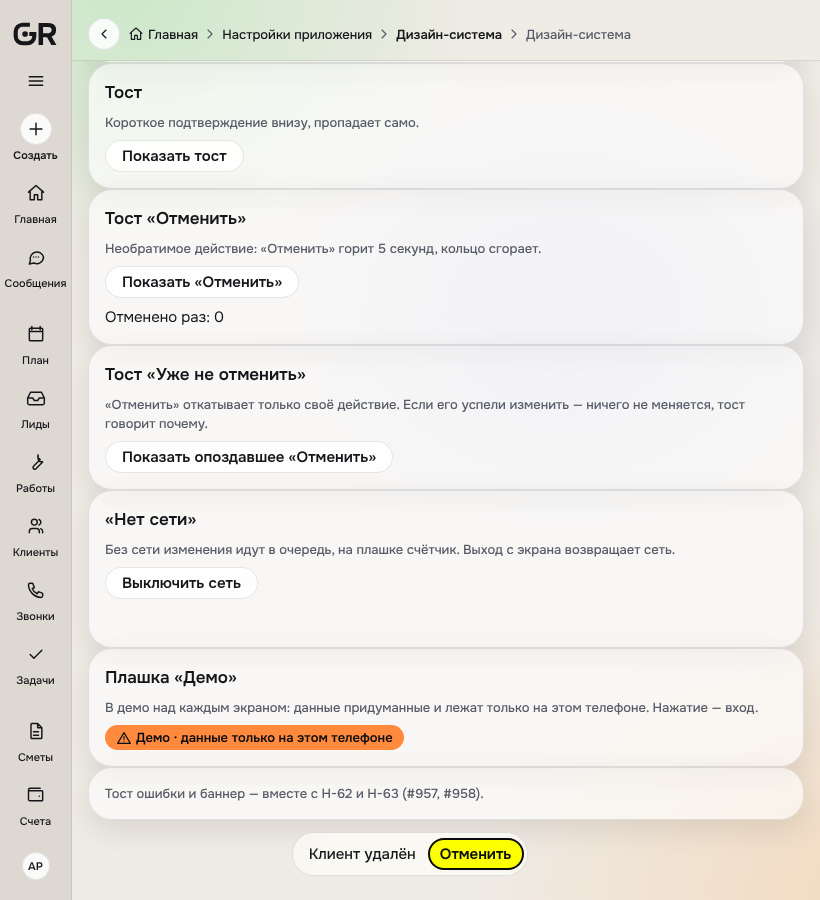 GR
Главная
Настройки приложения
Дизайн-система
Дизайн-система
Создать
Главная
Сообщения
План
Лиды
Работы
Клиенты
Звонки
Задачи
Сметы
Счета
AP
Тост
Короткое подтверждение внизу, пропадает само.
Показать тост
Тост «Отменить»
Необратимое действие: «Отменить» горит 5 секунд, кольцо сгорает.
Показать «Отменить»
Отменено раз: 0
Тост «Уже не отменить»
«Отменить» откатывает только своё действие. Если его успели изменить — ничего не меняется, тост
говорит почему.
Показать опоздавшее «Отменить»
«Нет сети»
Без сети изменения идут в очередь, на плашке счётчик. Выход с экрана возвращает сеть.
Выключить сеть
Плашка «Демо»
В демо над каждым экраном: данные придуманные и лежат только на этом телефоне. Нажатие — вход.
Демо · данные только на этом телефоне
Тост ошибки и баннер — вместе с Н-62 и Н-63 (#957, #958).
Клиент удалён
Отменить